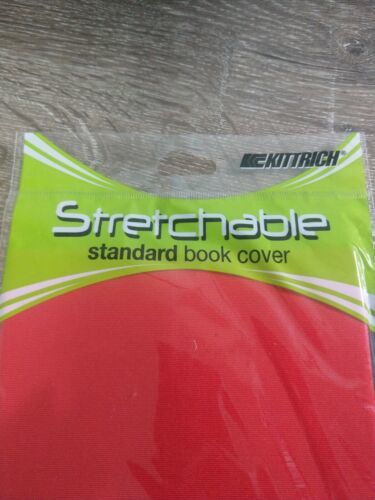 KITTRICH®
Stretchable
standard book cover